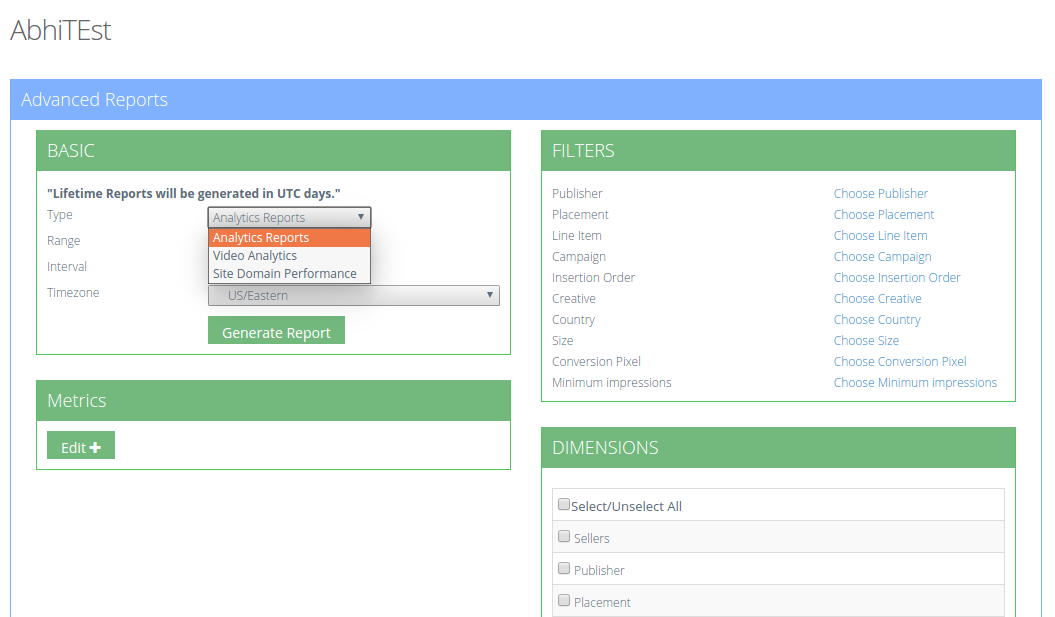 AbhiTEst
Advanced Reports
BASIC
"Lifetime Reports will be generated in UTC days."
Type
Analytics Reports
Analytics Reports
Video Analytics
Site Domain Performance
Range
Interval
Timezone
US/Eastern
Generate Report
Metrics
Edit
FILTERS
Publisher Choose Publisher
Placement Choose Placement
Line Item Choose Line Item
Campaign Choose Campaign
Insertion Order Choose Insertion Order
Creative Choose Creative
Country Choose Country
Size Choose Size
Conversion Pixel Choose Conversion Pixel
Minimum impressions Choose Minimum impressions
DIMENSIONS
Select/Unselect All
Sellers
Publisher
Placement